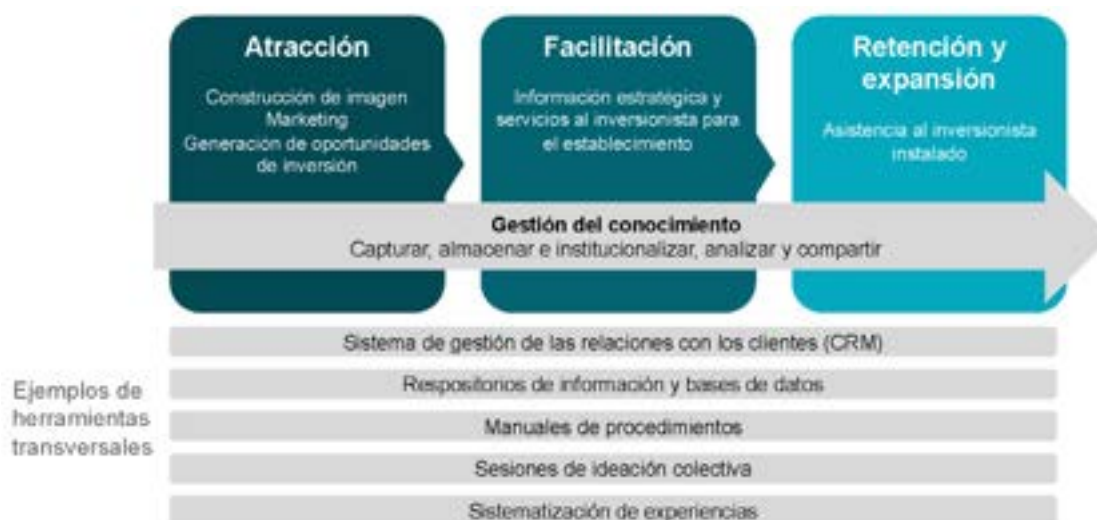 Atracción
Construcción de imagen
Marketing
Generación de oportunidades
de inversión
Facilitación
Información estratégica y
servicios al inversionista para
el establecimiento
Retención y
expansión
Asistencia al inversionista
instalado
Gestión del conocimiento
Capturar, almacenar e institucionalizar, analizar y compartir
Ejemplos de
herramientas
transversales
Sistema de gestión de las relaciones con los clientes (CRM)
Respositorios de información y bases de datos
Manuales de procedimientos
Sesiones de ideación colectiva
Sistematización de experiencias